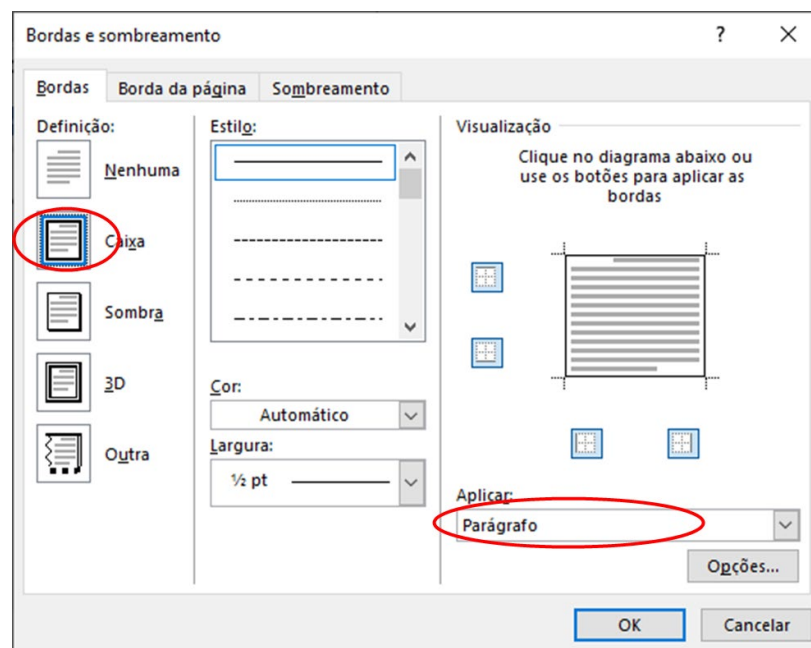 Bordas e sombreamento
?
Bordas
Borda da página
Sombreamento
Definição:
Nenhuma
Caixa
Sombra
3D
Outra
Estilo:
Cor:
Automático
Largura:
½ pt
Visualização
Clique no diagrama abaixo ou
use os botões para aplicar as
bordas
Aplicar:
Parágrafo
Opções...
OK
Cancelar